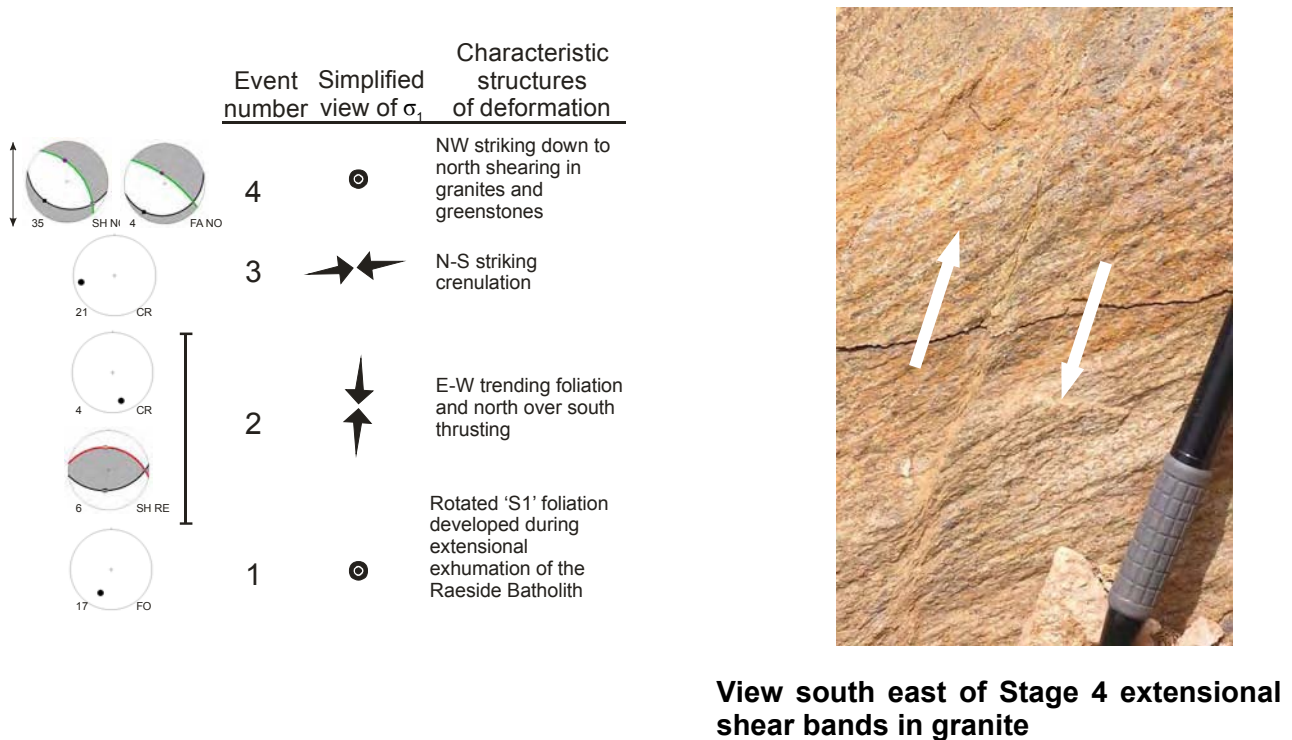 Event number
Simplified view of σ1
Characteristic structures of deformation
35
SH N
4
FA NO
4
NW striking down to
north shearing in
granites and
greenstones
21
CR
3
N-S striking
crenulation
4
CR
6
SH RE
2
E-W trending foliation
and north over south
thrusting
17
FO
1
Rotated ‘S1’ foliation
developed during
extensional
exhumation of the
Raeside Batholith
View south east of Stage 4 extensional
shear bands in granite